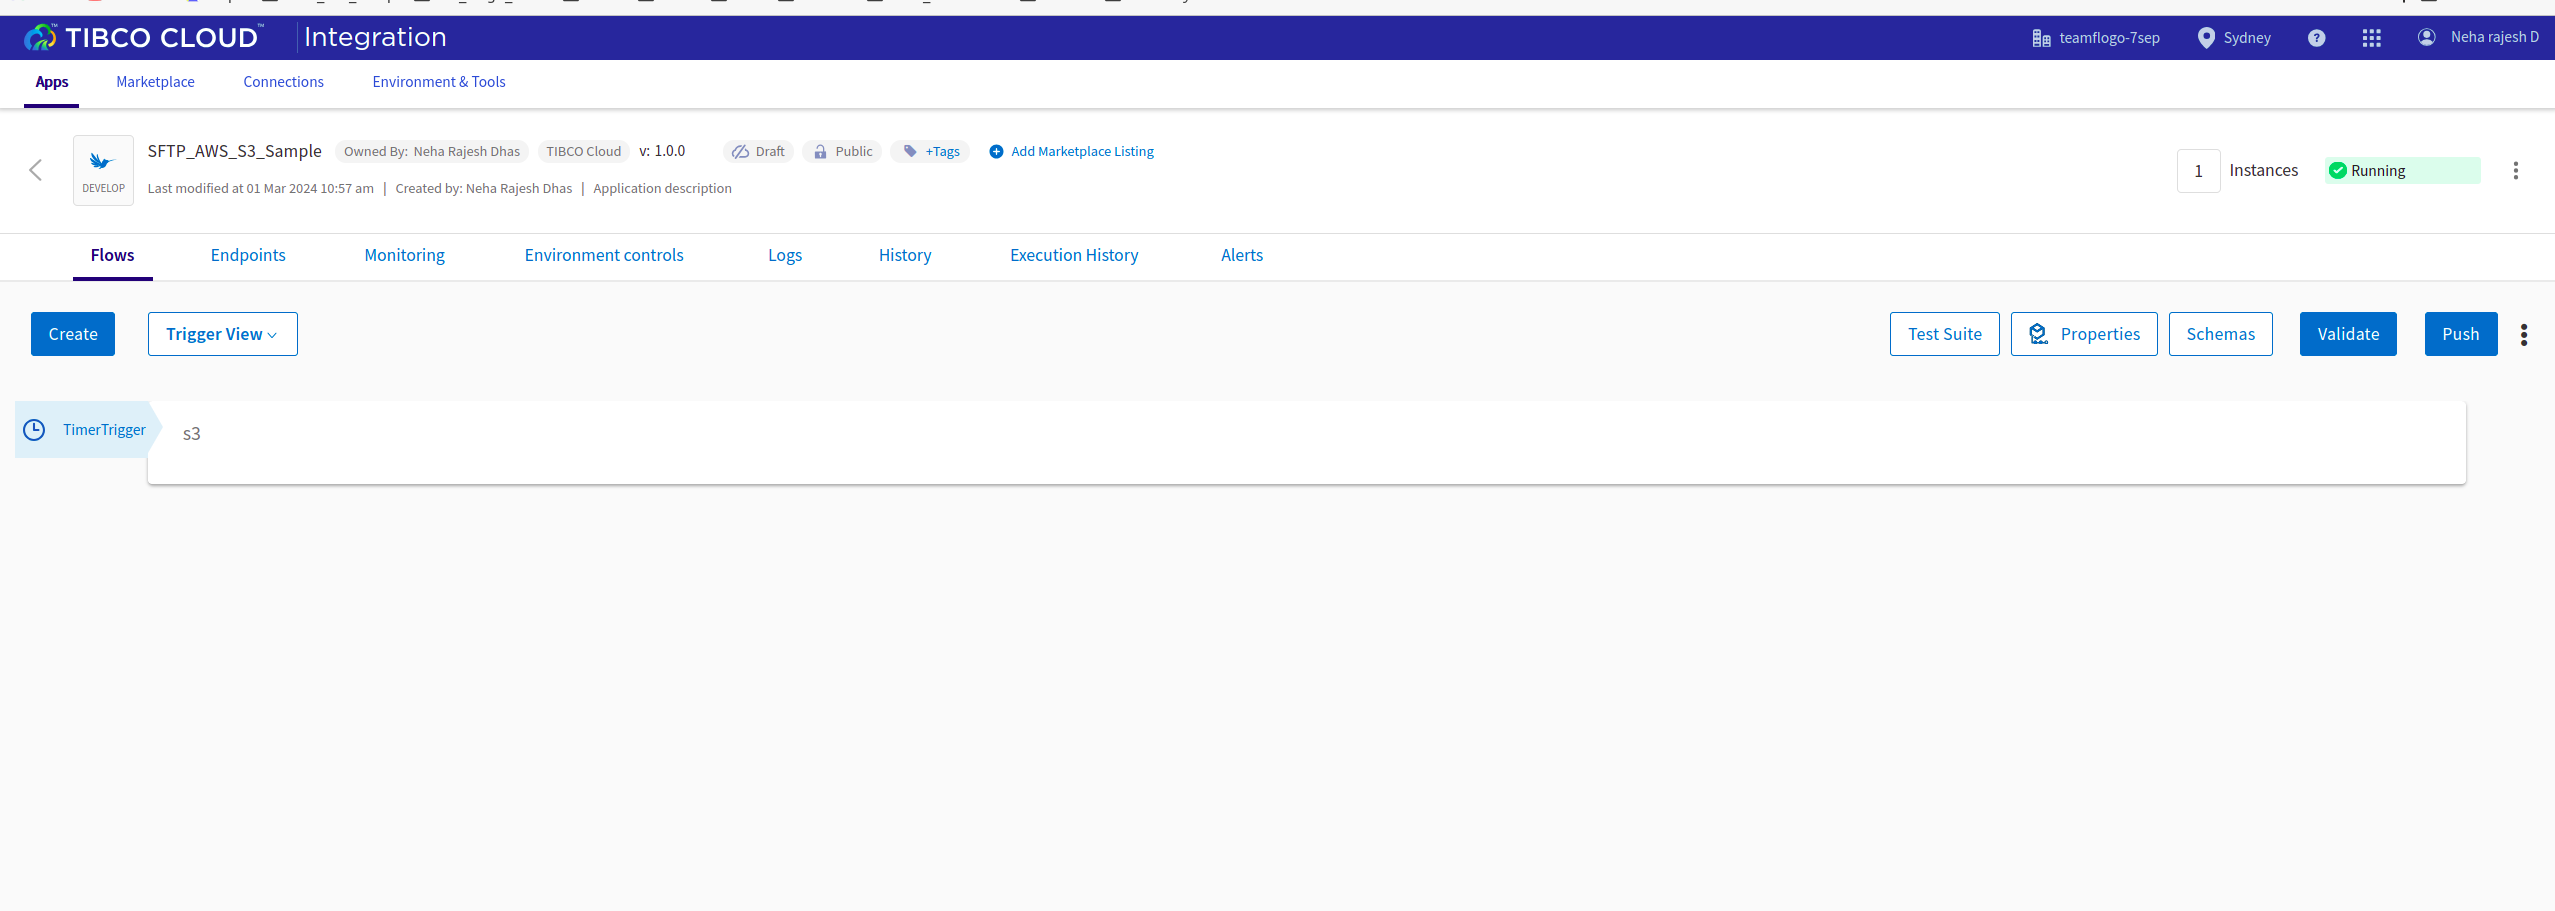 TIBCO CLOUD™ Integration teamflogo-7sep Sydney ? Neha rajesh D
Apps Marketplace Connections Environment & Tools
SFTP_AWS_S3_Sample Owned By: Neha Rajesh Dhas TIBCO Cloud v: 1.0.0 Draft Public +Tags Add Marketplace Listing
DEVELOP
Last modified at 01 Mar 2024 10:57 am | Created by: Neha Rajesh Dhas | Application description
1 Instances Running
Flows Endpoints Monitoring Environment controls Logs History Execution History Alerts
Create Trigger View Test Suite Properties Schemas Validate Push
TimerTrigger s3